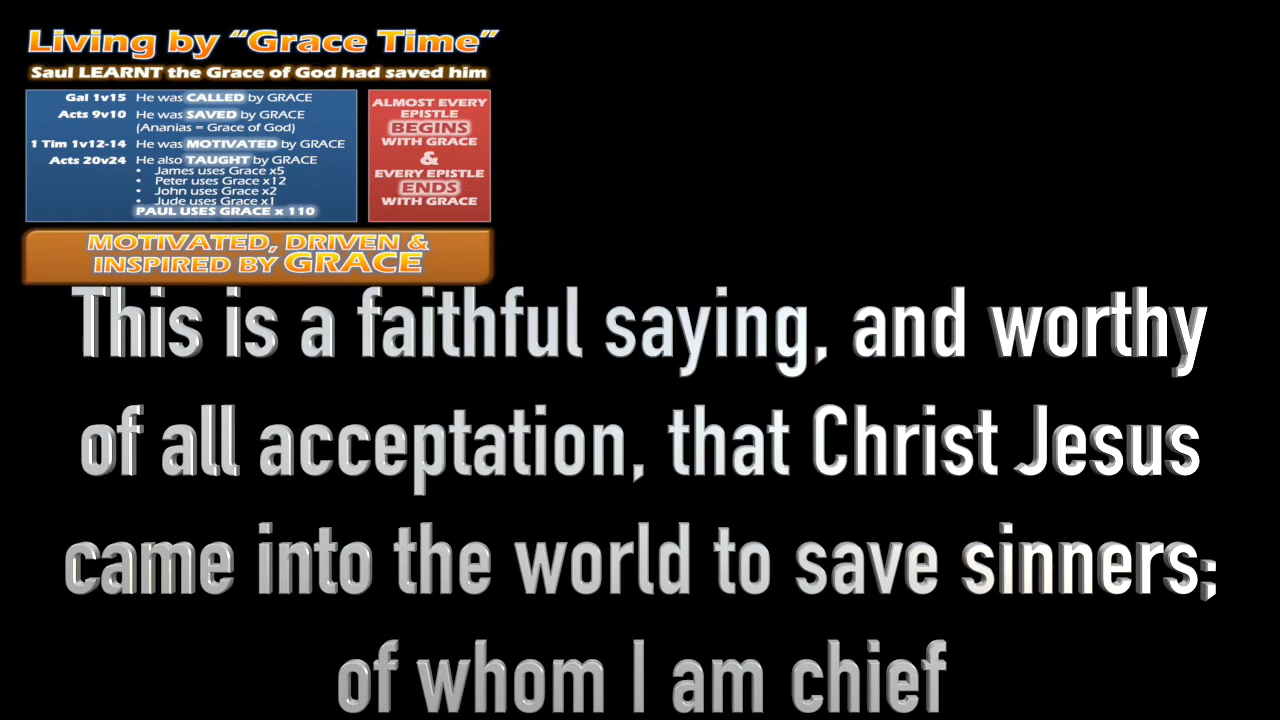 Living by “Grace Time”
Saul LEARNT the Grace of God had saved him
Gal 1v15 He was CALLED by GRACE
Acts 9v10 He was SAVED by GRACE
(Ananias = Grace of God)
1 Tim 1v12-14 He was MOTIVATED by GRACE
Acts 20v24 He also TAUGHT by GRACE
• James uses Grace x5
• Peter uses Grace x12
• John uses Grace x2
• Jude uses Grace x1
PAUL USES GRACE x 110
ALMOST EVERY
EPISTLE
BEGINS
WITH GRACE
&
EVERY EPISTLE
ENDS
WITH GRACE
MOTIVATED, DRIVEN &
INSPIRED BY GRACE
This is a faithful saying, and worthy
of all acceptation, that Christ Jesus
came into the world to save sinners;
of whom I am chief